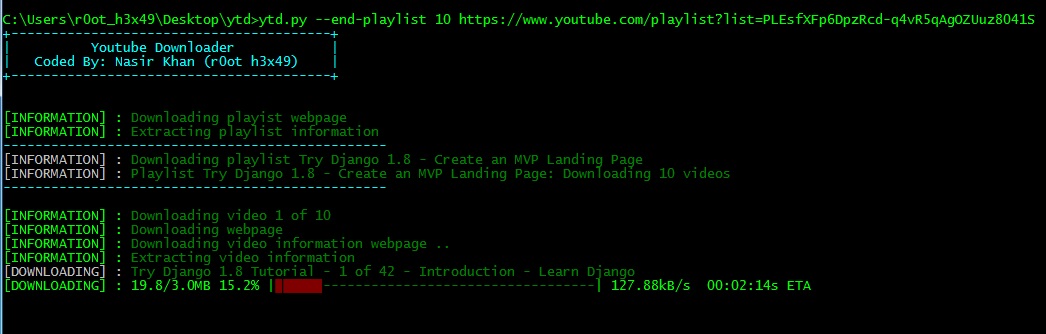 C:\Users\r0ot_h3x49\Desktop\ytd>ytd.py --end-playlist 10 https://www.youtube.com/playlist?list=PLEsfXFp6DpzRcd-q4vR5qAgOZUuz8041S
+---------------------------------------+
|          Youtube Downloader           |
|   Coded By: Nasir Khan (r0ot h3x49)   |
+---------------------------------------+
[INFORMATION] : Downloading playist webpage
[INFORMATION] : Extracting playlist information
-----------------------------------------------
[INFORMATION] : Downloading playlist Try Django 1.8 - Create an MVP Landing Page
[INFORMATION] : Playlist Try Django 1.8 - Create an MVP Landing Page: Downloading 10 videos
-----------------------------------------------
[INFORMATION] : Downloading video 1 of 10
[INFORMATION] : Downloading webpage
[INFORMATION] : Downloading video information webpage ..
[INFORMATION] : Extracting video information
[DOWNLOADING] : Try Django 1.8 Tutorial - 1 of 42 - Introduction - Learn Django
[DOWNLOADING] : 19.8/3.0MB 15.2% |----------------------------------| 127.88kB/s  00:02:14s ETA